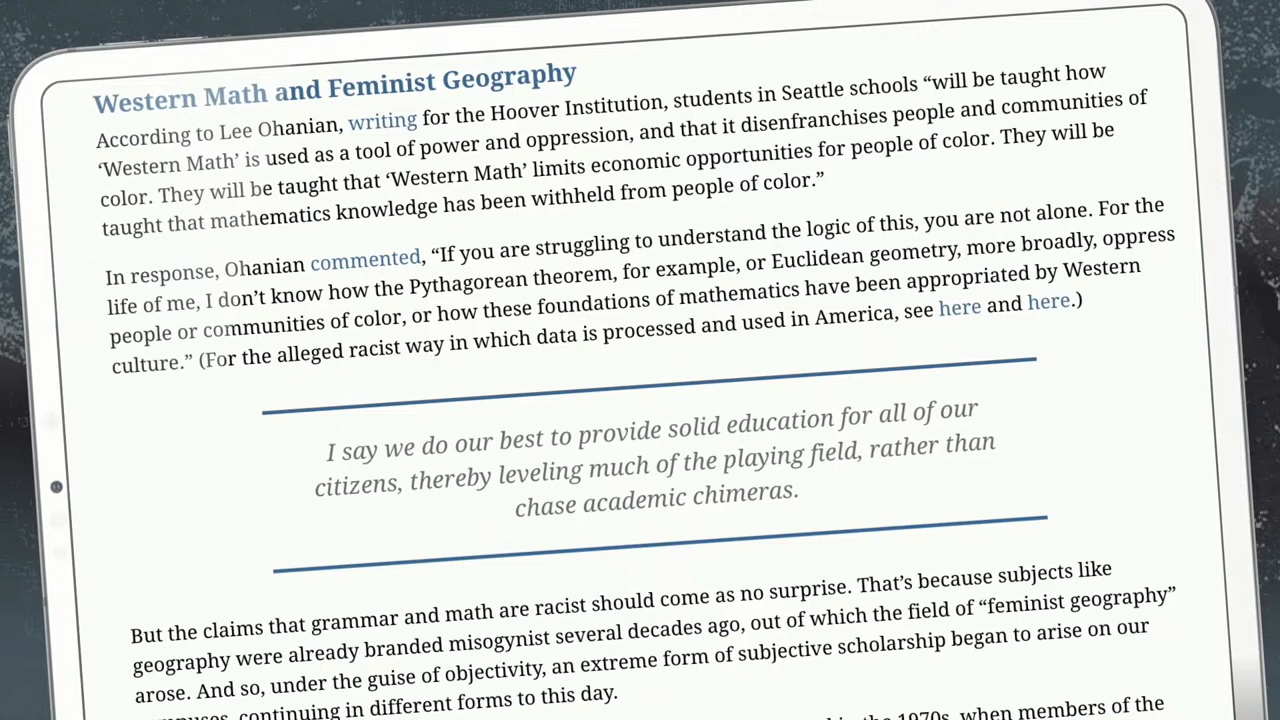 Western Math and Feminist Geography
According to Lee Ohanian, writing for the Hoover Institution, students in Seattle schools “will be taught how
‘Western Math’ is used as a tool of power and oppression, and that it disenfranchises people and communities of
color. They will be taught that ‘Western Math’ limits economic opportunities for people of color. They will be
taught that mathematics knowledge has been withheld from people of color.”
In response, Ohanian commented, “If you are struggling to understand the logic of this, you are not alone. For the
life of me, I don’t know how the Pythagorean theorem, for example, or Euclidean geometry, more broadly, oppress
people or communities of color, or how these foundations of mathematics have been appropriated by Western
culture.” (For the alleged racist way in which data is processed and used in America, see here and here.)
I say we do our best to provide solid education for all of our
citizens, thereby leveling much of the playing field, rather than
chase academic chimeras.
But the claims that grammar and math are racist should come as no surprise. That’s because subjects like
geography were already branded misogynist several decades ago, out of which the field of “feminist geography”
arose. And so, under the guise of objectivity, an extreme form of subjective scholarship began to arise on our
continuing in different forms to this day.
the 1970s, when members of the